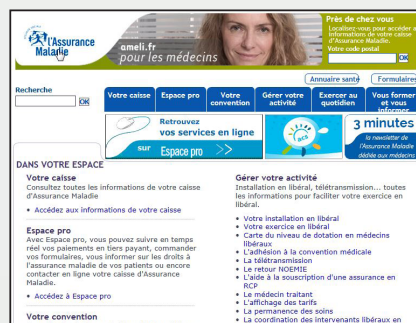 l'Assurance
Maladie
ameli.fr
pour les médecins
Près de chez vous
Localisez-vous pour accéder a
informations de votre caisse
d'Assurance Maladie.
Votre code postal
OK
Annuaire santé
Formulaires
Recherche
OK
Votre caisse
Espace pro
Votre
convention
Gérer votre
activité
Exercer au
quotidien
Vous former
et vous
informer
Retrouvez
vos services en ligne
sur Espace pro >>
acs
3 minutes
la newsletter de
l'Assurance Maladie
dédiée aux médecins
DANS VOTRE ESPACE
Votre caisse
Consultez toutes les informations de votre caisse
d'Assurance Maladie
• Accédez aux informations de votre caisse
Espace pro
Avec Espace pro, vous pouvez suivre en temps
réel vos paiements en tiers payant, commander
vos formulaires, vous informer sur les droits à
l'assurance maladie de vos patients ou encore
contacter en ligne votre caisse d'Assurance
Maladie.
• Accédez à Espace pro
Votre convention
Gérer votre activité
Installation en libéral, télétransmission... toutes
les informations pour faciliter votre exercice en
libéral.
• Votre installation en libéral
• Votre exercice en libéral
• Carte du niveau de dotation en médecins
libéraux
• L'adhésion à la convention médicale
• La télétransmission
• Le retour NOEMIE
• L'aide à la souscription d'une assurance en
RCP
• Le médecin traitant
• L'affichage des tarifs
• La permanence des soins
• La coordination des intervenants libéraux en